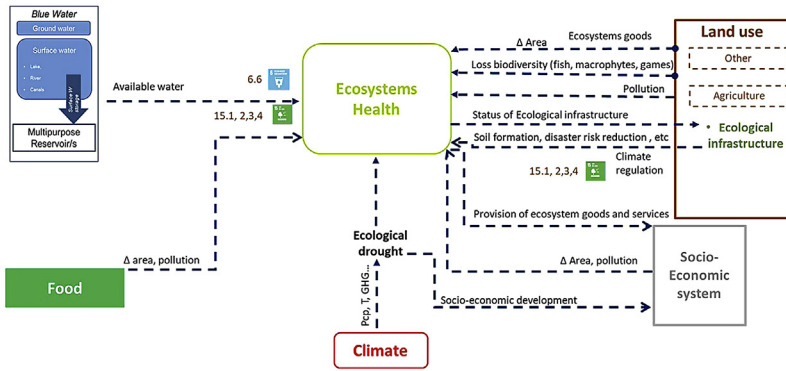 Blue Water
Ground water
Surface water
• Lake,
• River
• Canals
Surface W
storage
Multipurpose
Reservoir/s
Available water
6.6
15.1, 2,3,4
Δ area, pollution
Food
Ecosystems
Health
Ecological
drought
Pcp, T, GHG...
Climate
Δ Area
Ecosystems goods
Loss biodiversity (fish, macrophytes, games)
Pollution
Status of Ecological infrastructure
Soil formation, disaster risk reduction , etc
15.1, 2,3,4
Climate
regulation
Provision of ecosystem goods and services
Δ Area, pollution
Socio-economic development
Land use
Other
Agriculture
• Ecological
infrastructure
Socio-
Economic
system